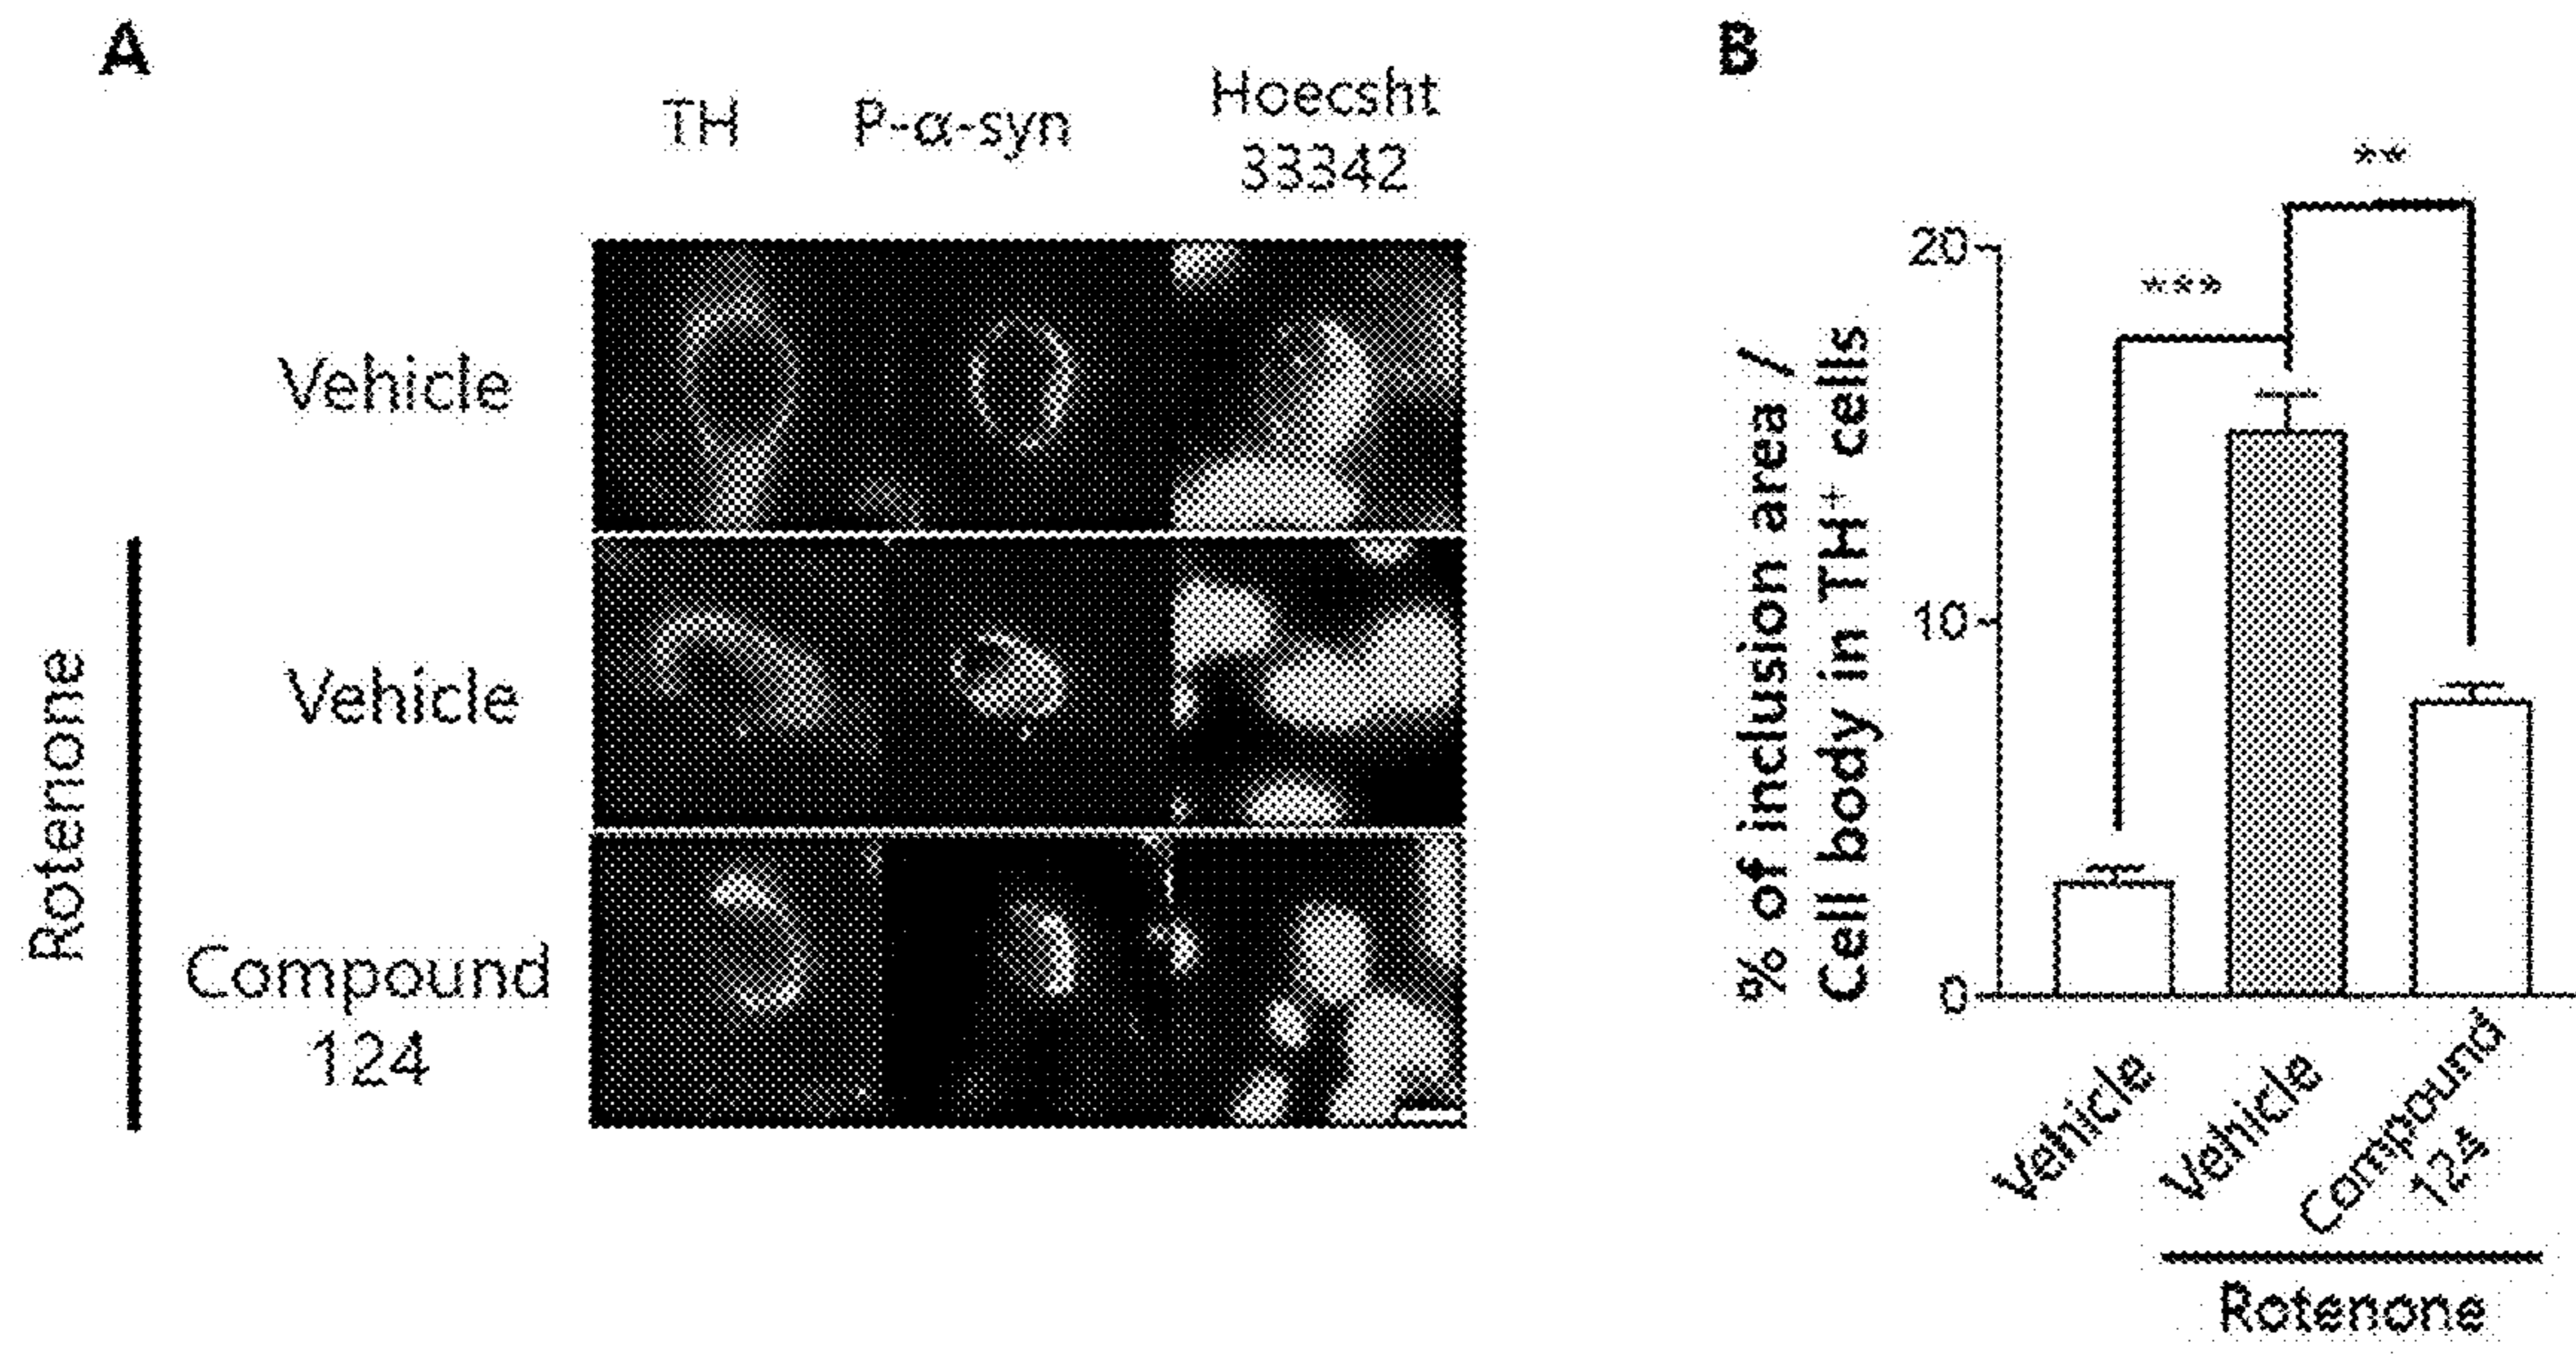 A
TH
P-α-syn
Hoecsht
33342
Vehicle
Rotenone
Vehicle
Compound
124
B
% of inclusion area /
Cell body in TH⁺ cells
20
10
0
***
**
Vehicle
Vehicle
Compound
124
Rotenone